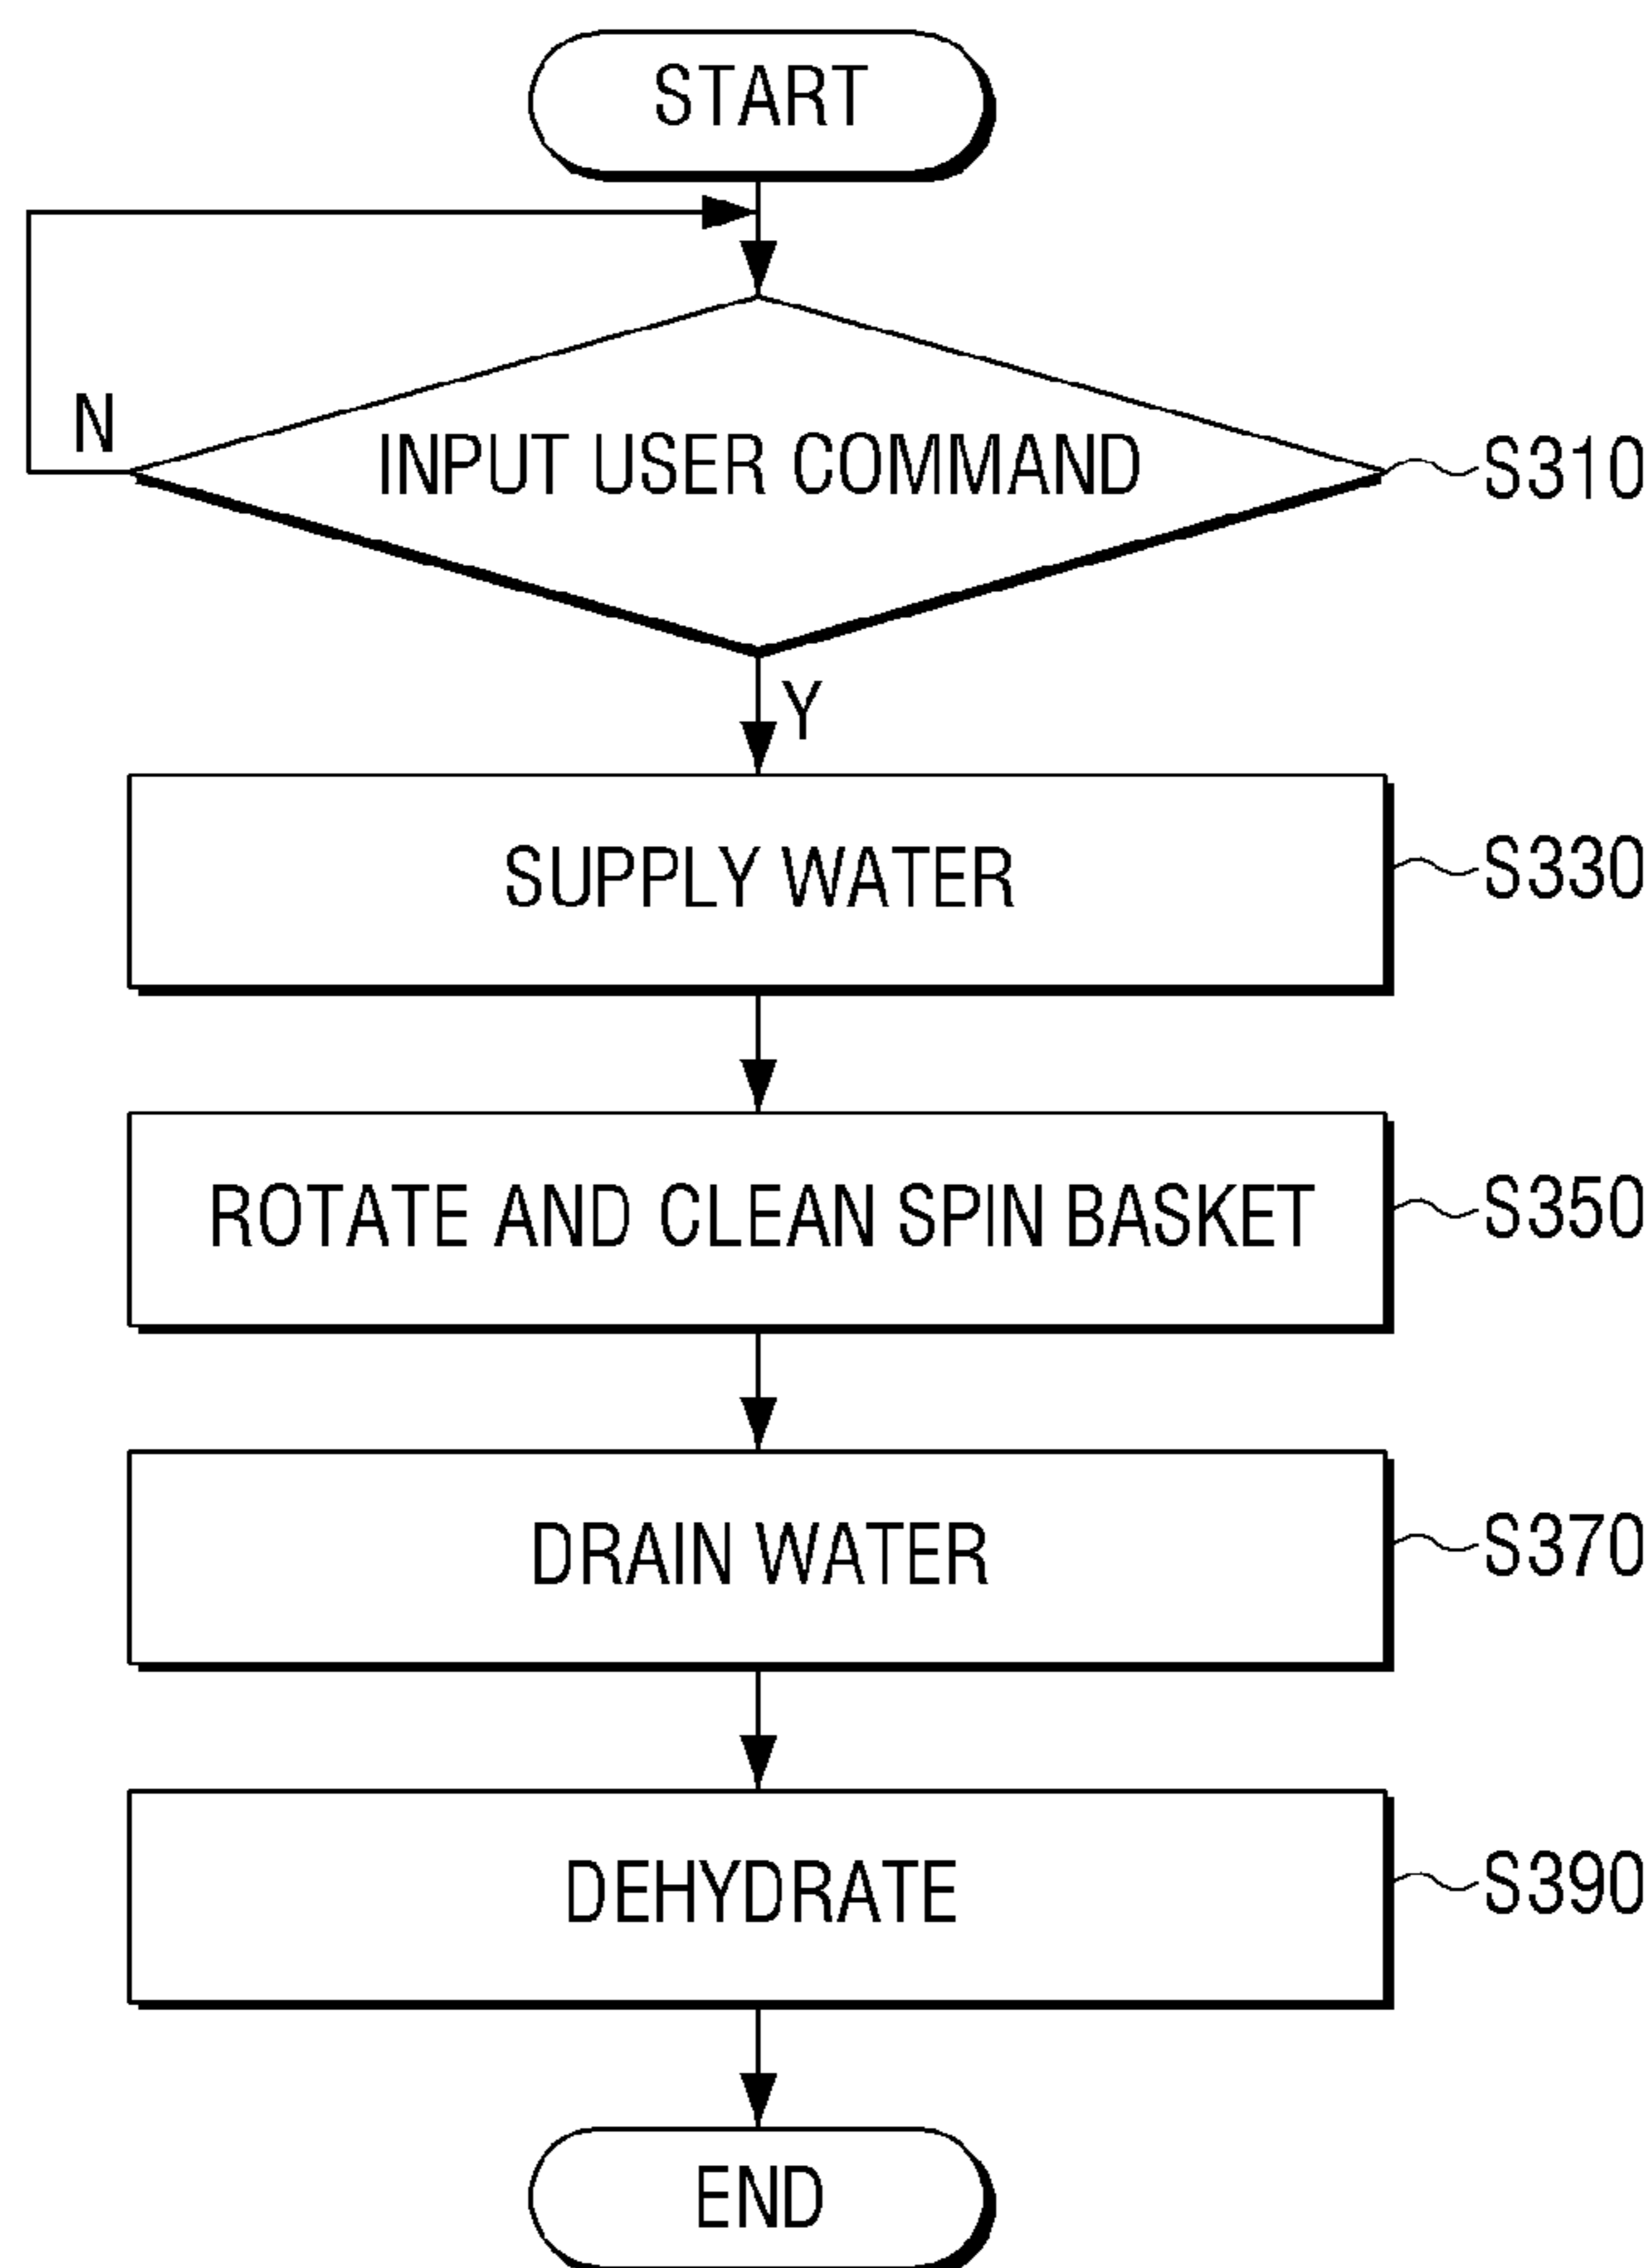 START
N
INPUT USER COMMAND
S310
Y
SUPPLY WATER
S330
ROTATE AND CLEAN SPIN BASKET
S350
DRAIN WATER
S370
DEHYDRATE
S390
END